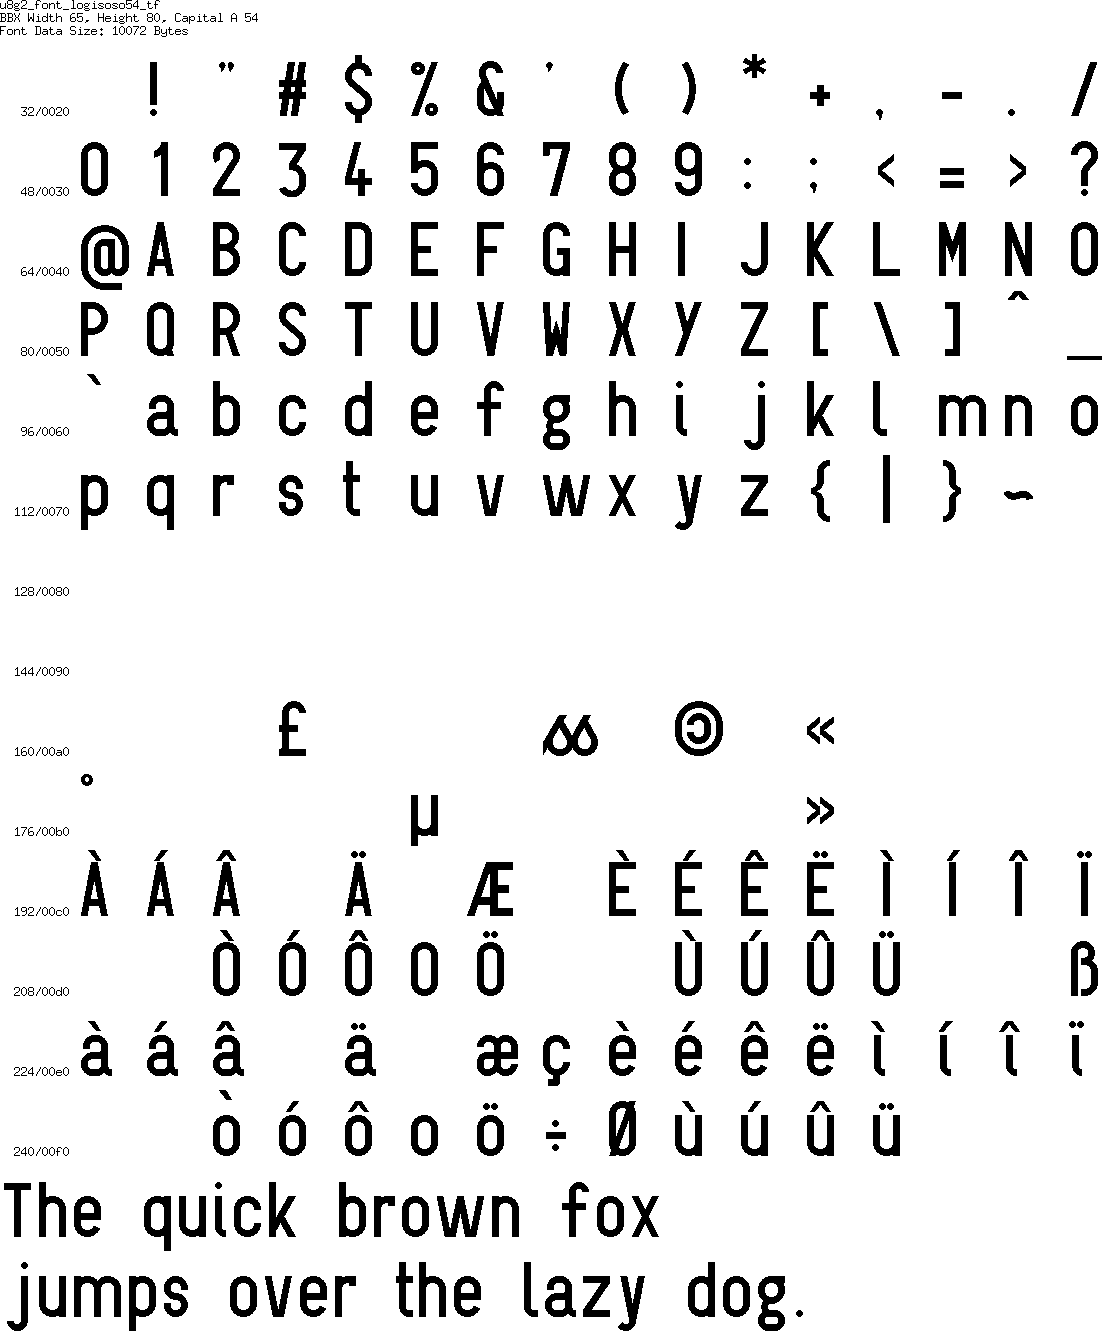 u8g2_font_logisoso54_tf
BBX Width 65, Height 80, Capital A 54
Font Data Size: 10072 Bytes
32/0020 ! " # $ % & ' ( ) * + , - . /
48/0030 0 1 2 3 4 5 6 7 8 9 : ; < = > ?
64/0040 @ A B C D E F G H I J K L M N O
80/0050 P Q R S T U V W X Y Z [ \ ] ^ _
96/0060 ` a b c d e f g h i j k l m n o
112/0070 p q r s t u v w x y z { | } ~
128/0080
144/0090
160/00a0 £ © «
176/00b0 ° µ »
192/00c0 À Á Â Ä Æ È É Ê Ë Ì Í Î Ï
208/00d0 Ò Ó Ô O Ö Ù Ú Û Ü ß
224/00e0 à á â ä æ ç è é ê ë ì í î ï
240/00f0 ò ó ô o ö ÷ Ø ù ú û ü
The quick brown fox
jumps over the lazy dog.